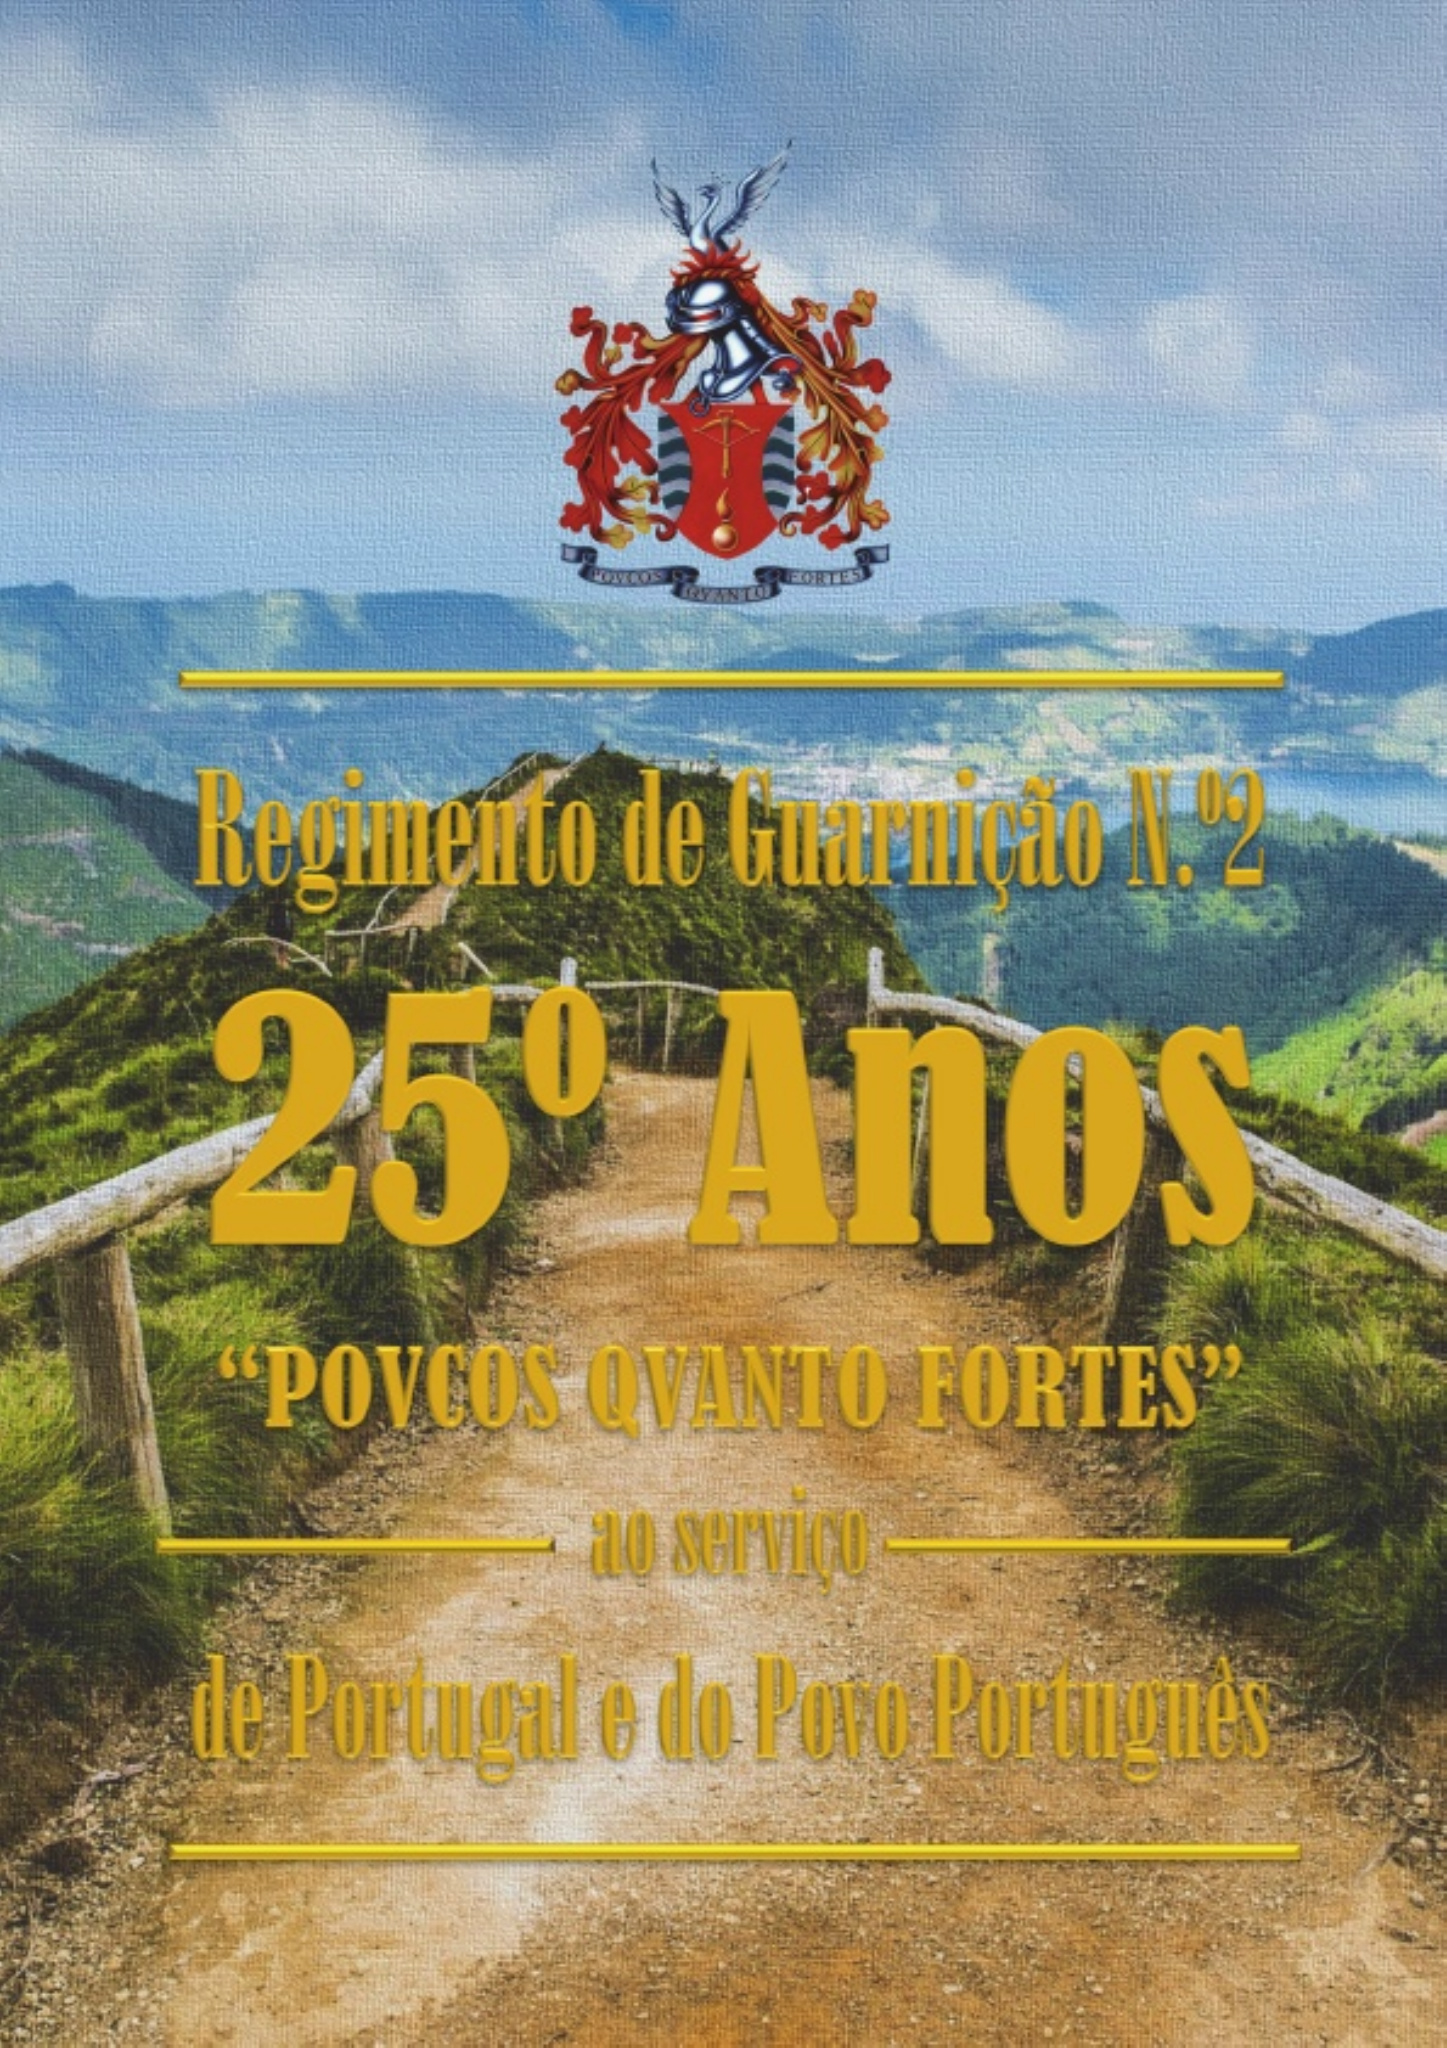 POVCOS QVANTO FORTES
Regimento de Guarnição N.º2
25º Anos
“POVCOS QVANTO FORTES”
ao serviço
de Portugal e do Povo Português